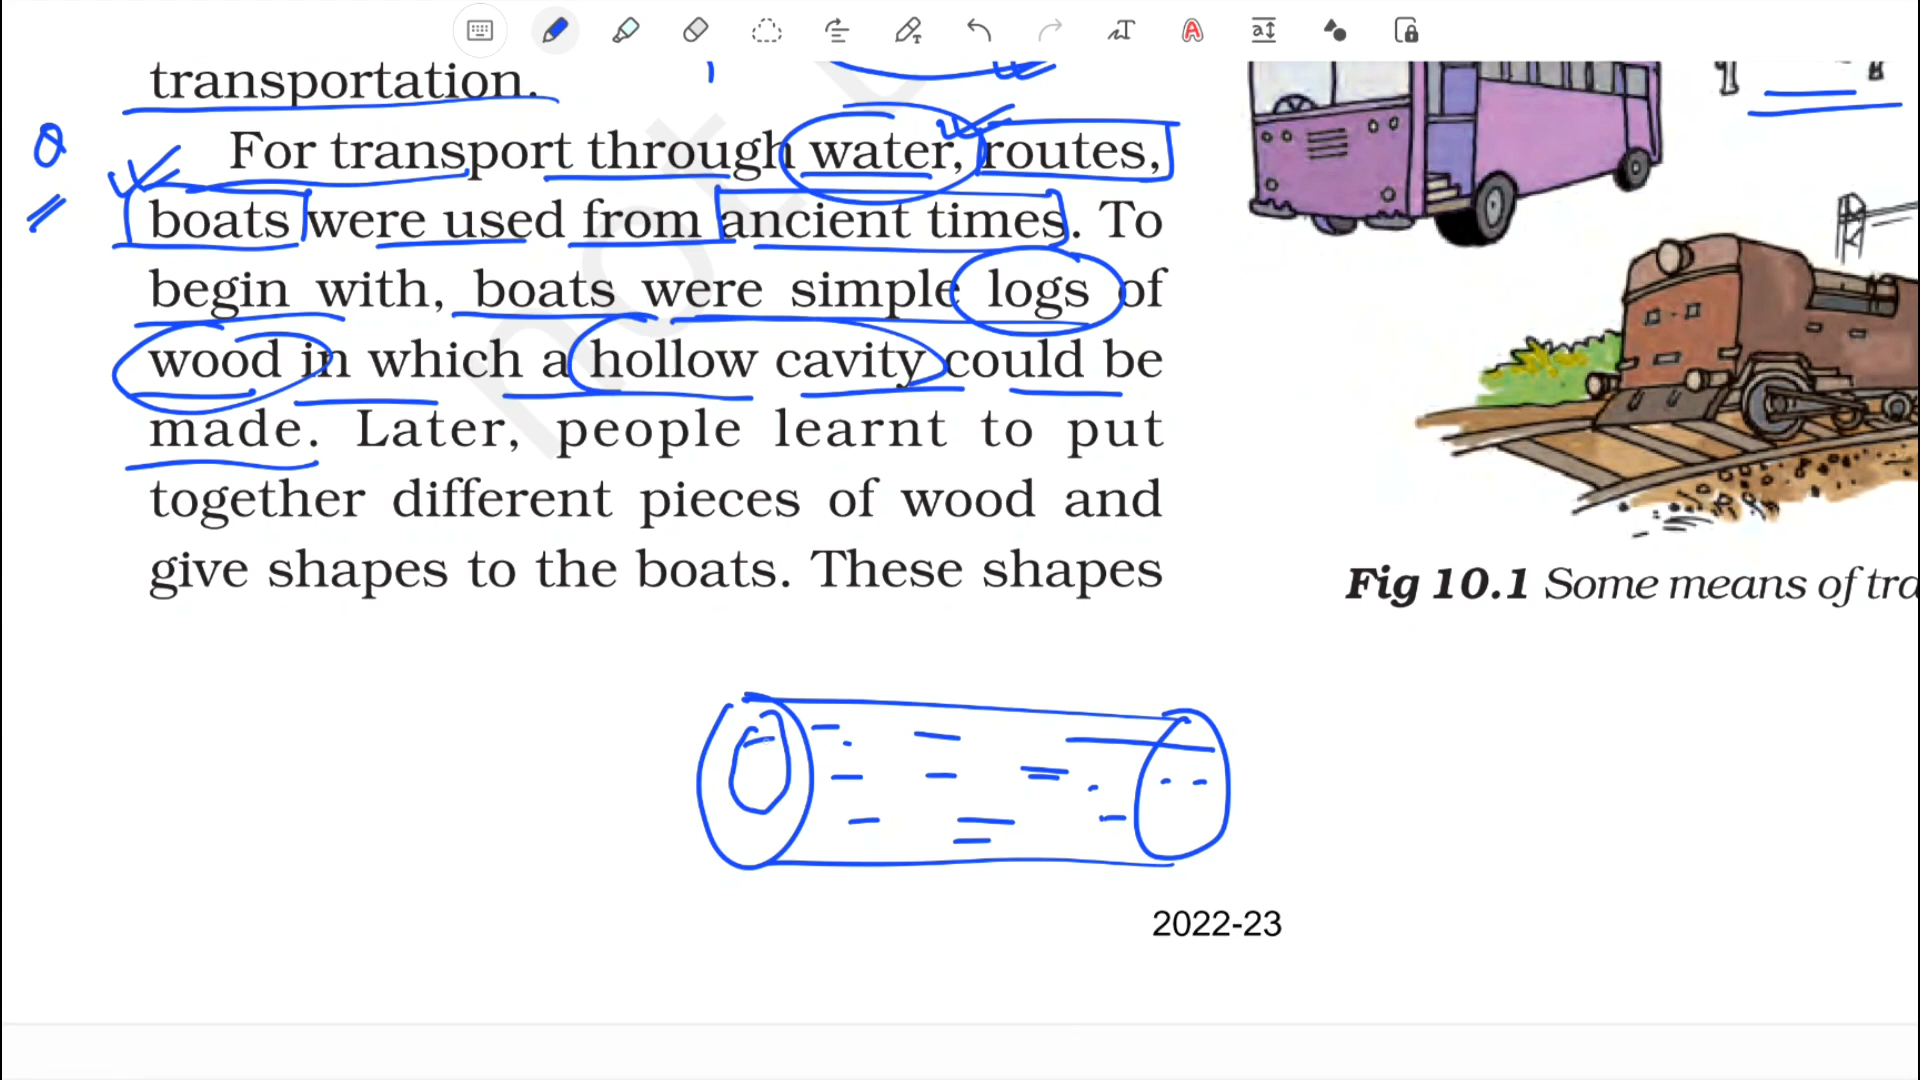 transportation.
For transport through water, routes,
boats were used from ancient times. To
begin with, boats were simple logs of
wood in which a hollow cavity could be
made. Later, people learnt to put
together different pieces of wood and
give shapes to the boats. These shapes
Fig 10.1 Some means of tra
2022-23